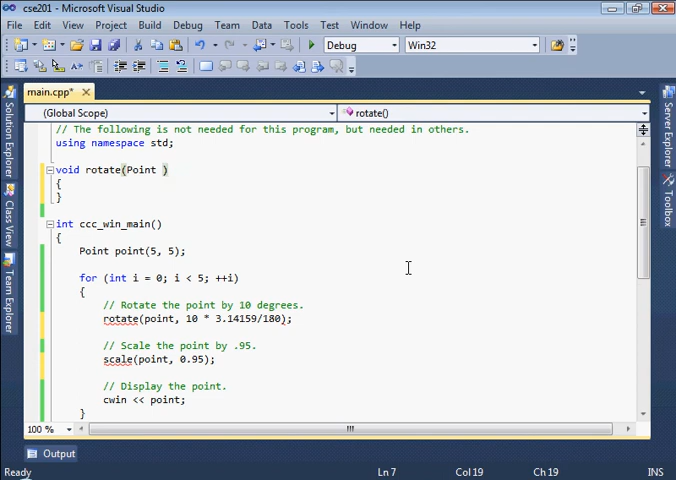 cse201 - Microsoft Visual Studio
File Edit View Project Build Debug Team Data Tools Test Window Help
Debug Win32
main.cpp*
(Global Scope) rotate()
// The following is not needed for this program, but needed in others.
using namespace std;
void rotate(Point )
{
}
int ccc_win_main()
{
Point point(5, 5);
for (int i = 0; i < 5; ++i)
{
// Rotate the point by 10 degrees.
rotate(point, 10 * 3.14159/180);
// Scale the point by .95.
scale(point, 0.95);
// Display the point.
cwin << point;
}
100 %
Output
Ready Ln 7 Col 19 Ch 19 INS
Solution Explorer
Class View
Team Explorer
Server Explorer
Toolbox